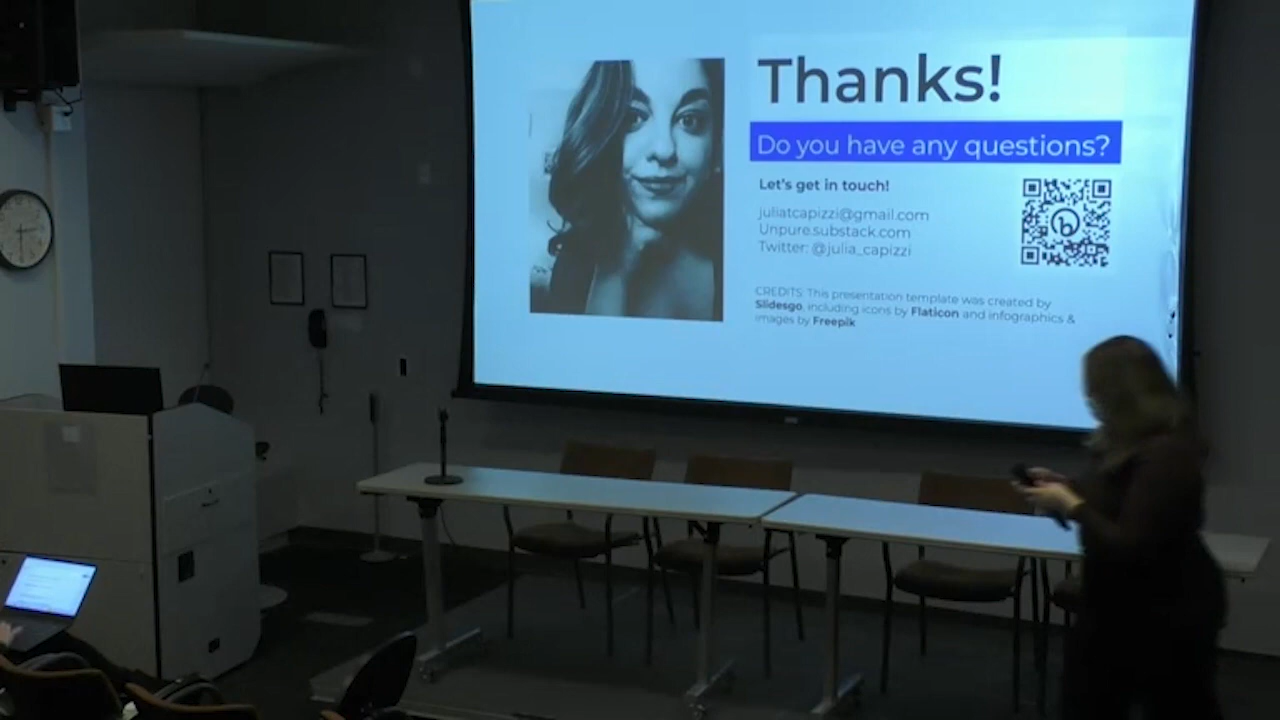 Thanks!
Do you have any questions?
Let's get in touch!
juliatcapizzi@gmail.com
Unpure.substack.com
Twitter: @julia_capizzi
CREDITS: This presentation template was created by
Slidesgo, including icons by Flaticon and infographics &
images by Freepik